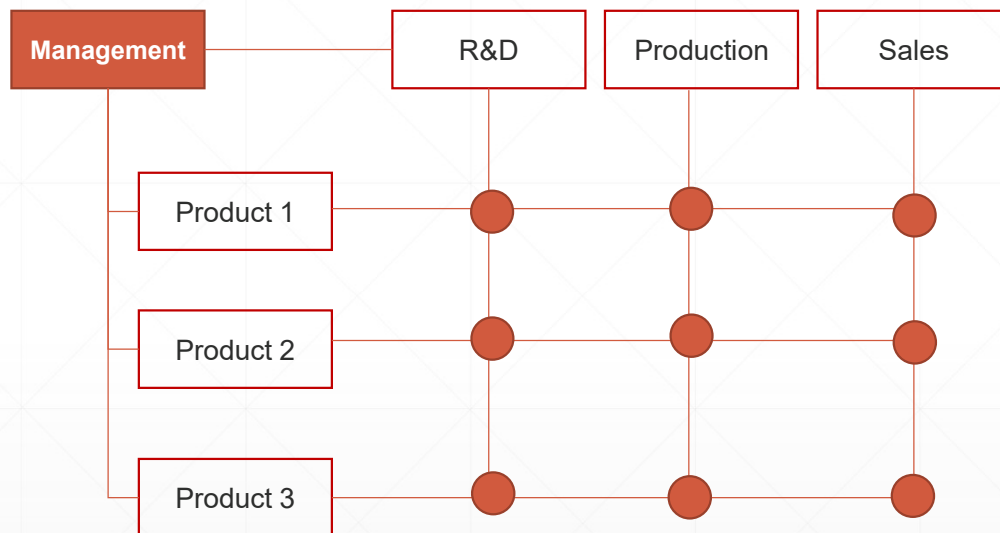 Management
R&D
Production
Sales
Product 1
Product 2
Product 3